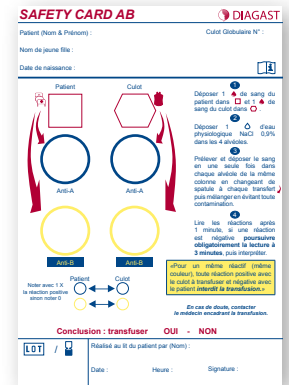 SAFETY CARD AB
DIAGAST
Patient (Nom & Prénom) :
Culot Globulaire N° :
Nom de jeune fille :
Date de naissance :
Patient
Culot
Anti-A
Anti-A
Anti-B
Anti-B
Noter avec 1 X
la réaction positive
sinon noter 0
Patient
Culot
1
Déposer 1 de sang du
patient dans et 1 de
sang du culot dans .
2
Déposer 1 d'eau
physiologique NaCl 0,9%
dans les 4 alvéoles.
3
Prélever et déposer le sang
en une seule fois dans
chaque alvéole de la même
colonne en changeant de
spatule à chaque transfert
puis mélanger en évitant toute
contamination.
4
Lire les réactions après
1 minute, si une réaction
est négative poursuivre
obligatoirement la lecture à
3 minutes, puis interpréter.
«Pour un même réactif (même
couleur), toute réaction positive avec
le culot à transfuser et négative avec
le patient interdit la transfusion.»
En cas de doute, contacter
le médecin encadrant la transfusion.
Conclusion : transfuser OUI - NON
LOT /
Réalisé au lit du patient par (Nom) :
Date : Heure : Signature :